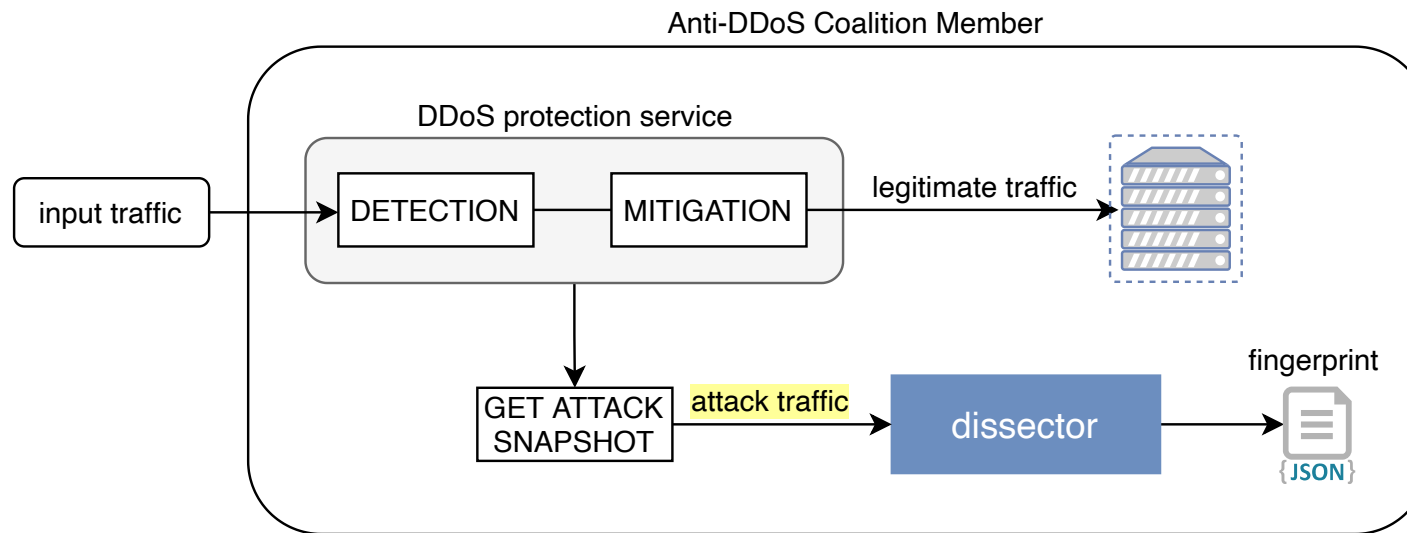 Anti-DDoS Coalition Member
DDoS protection service
input traffic
DETECTION
MITIGATION
legitimate traffic
GET ATTACK
SNAPSHOT
attack traffic
dissector
fingerprint
{JSON}